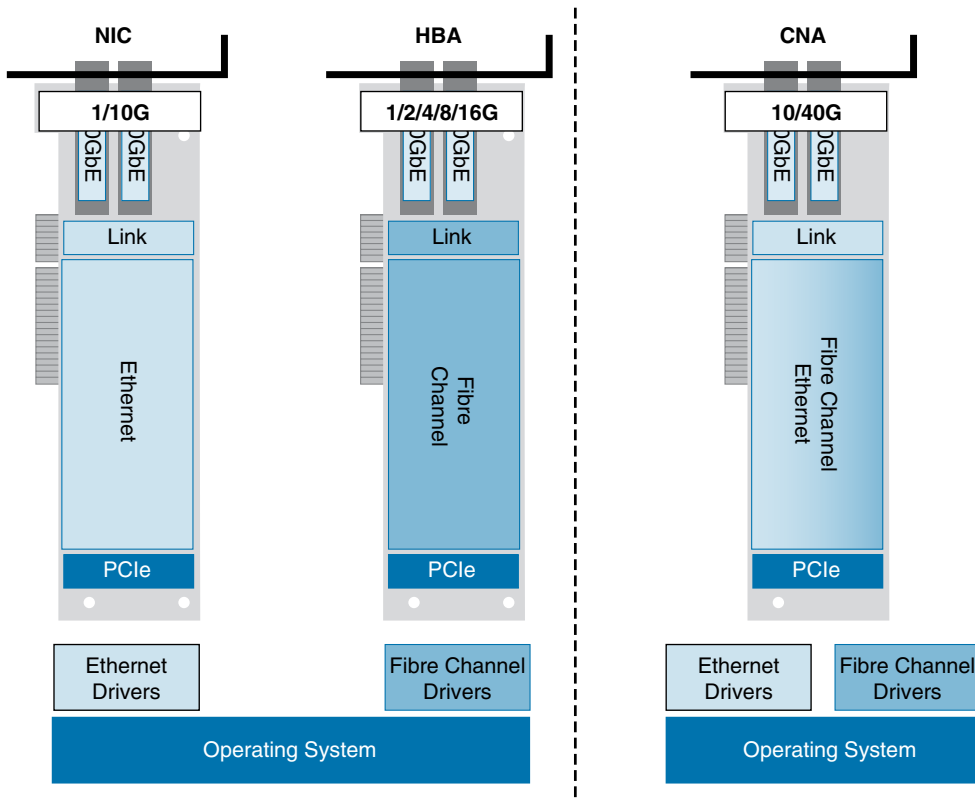 NIC
1/10G
0GbE
0GbE
Link
Ethernet
PCIe
Ethernet
Drivers
HBA
1/2/4/8/16G
0GbE
0GbE
Link
Fibre
Channel
PCIe
Fibre Channel
Drivers
Operating System
CNA
10/40G
0GbE
0GbE
Link
Fibre Channel
Ethernet
PCIe
Ethernet
Drivers
Fibre Channel
Drivers
Operating System